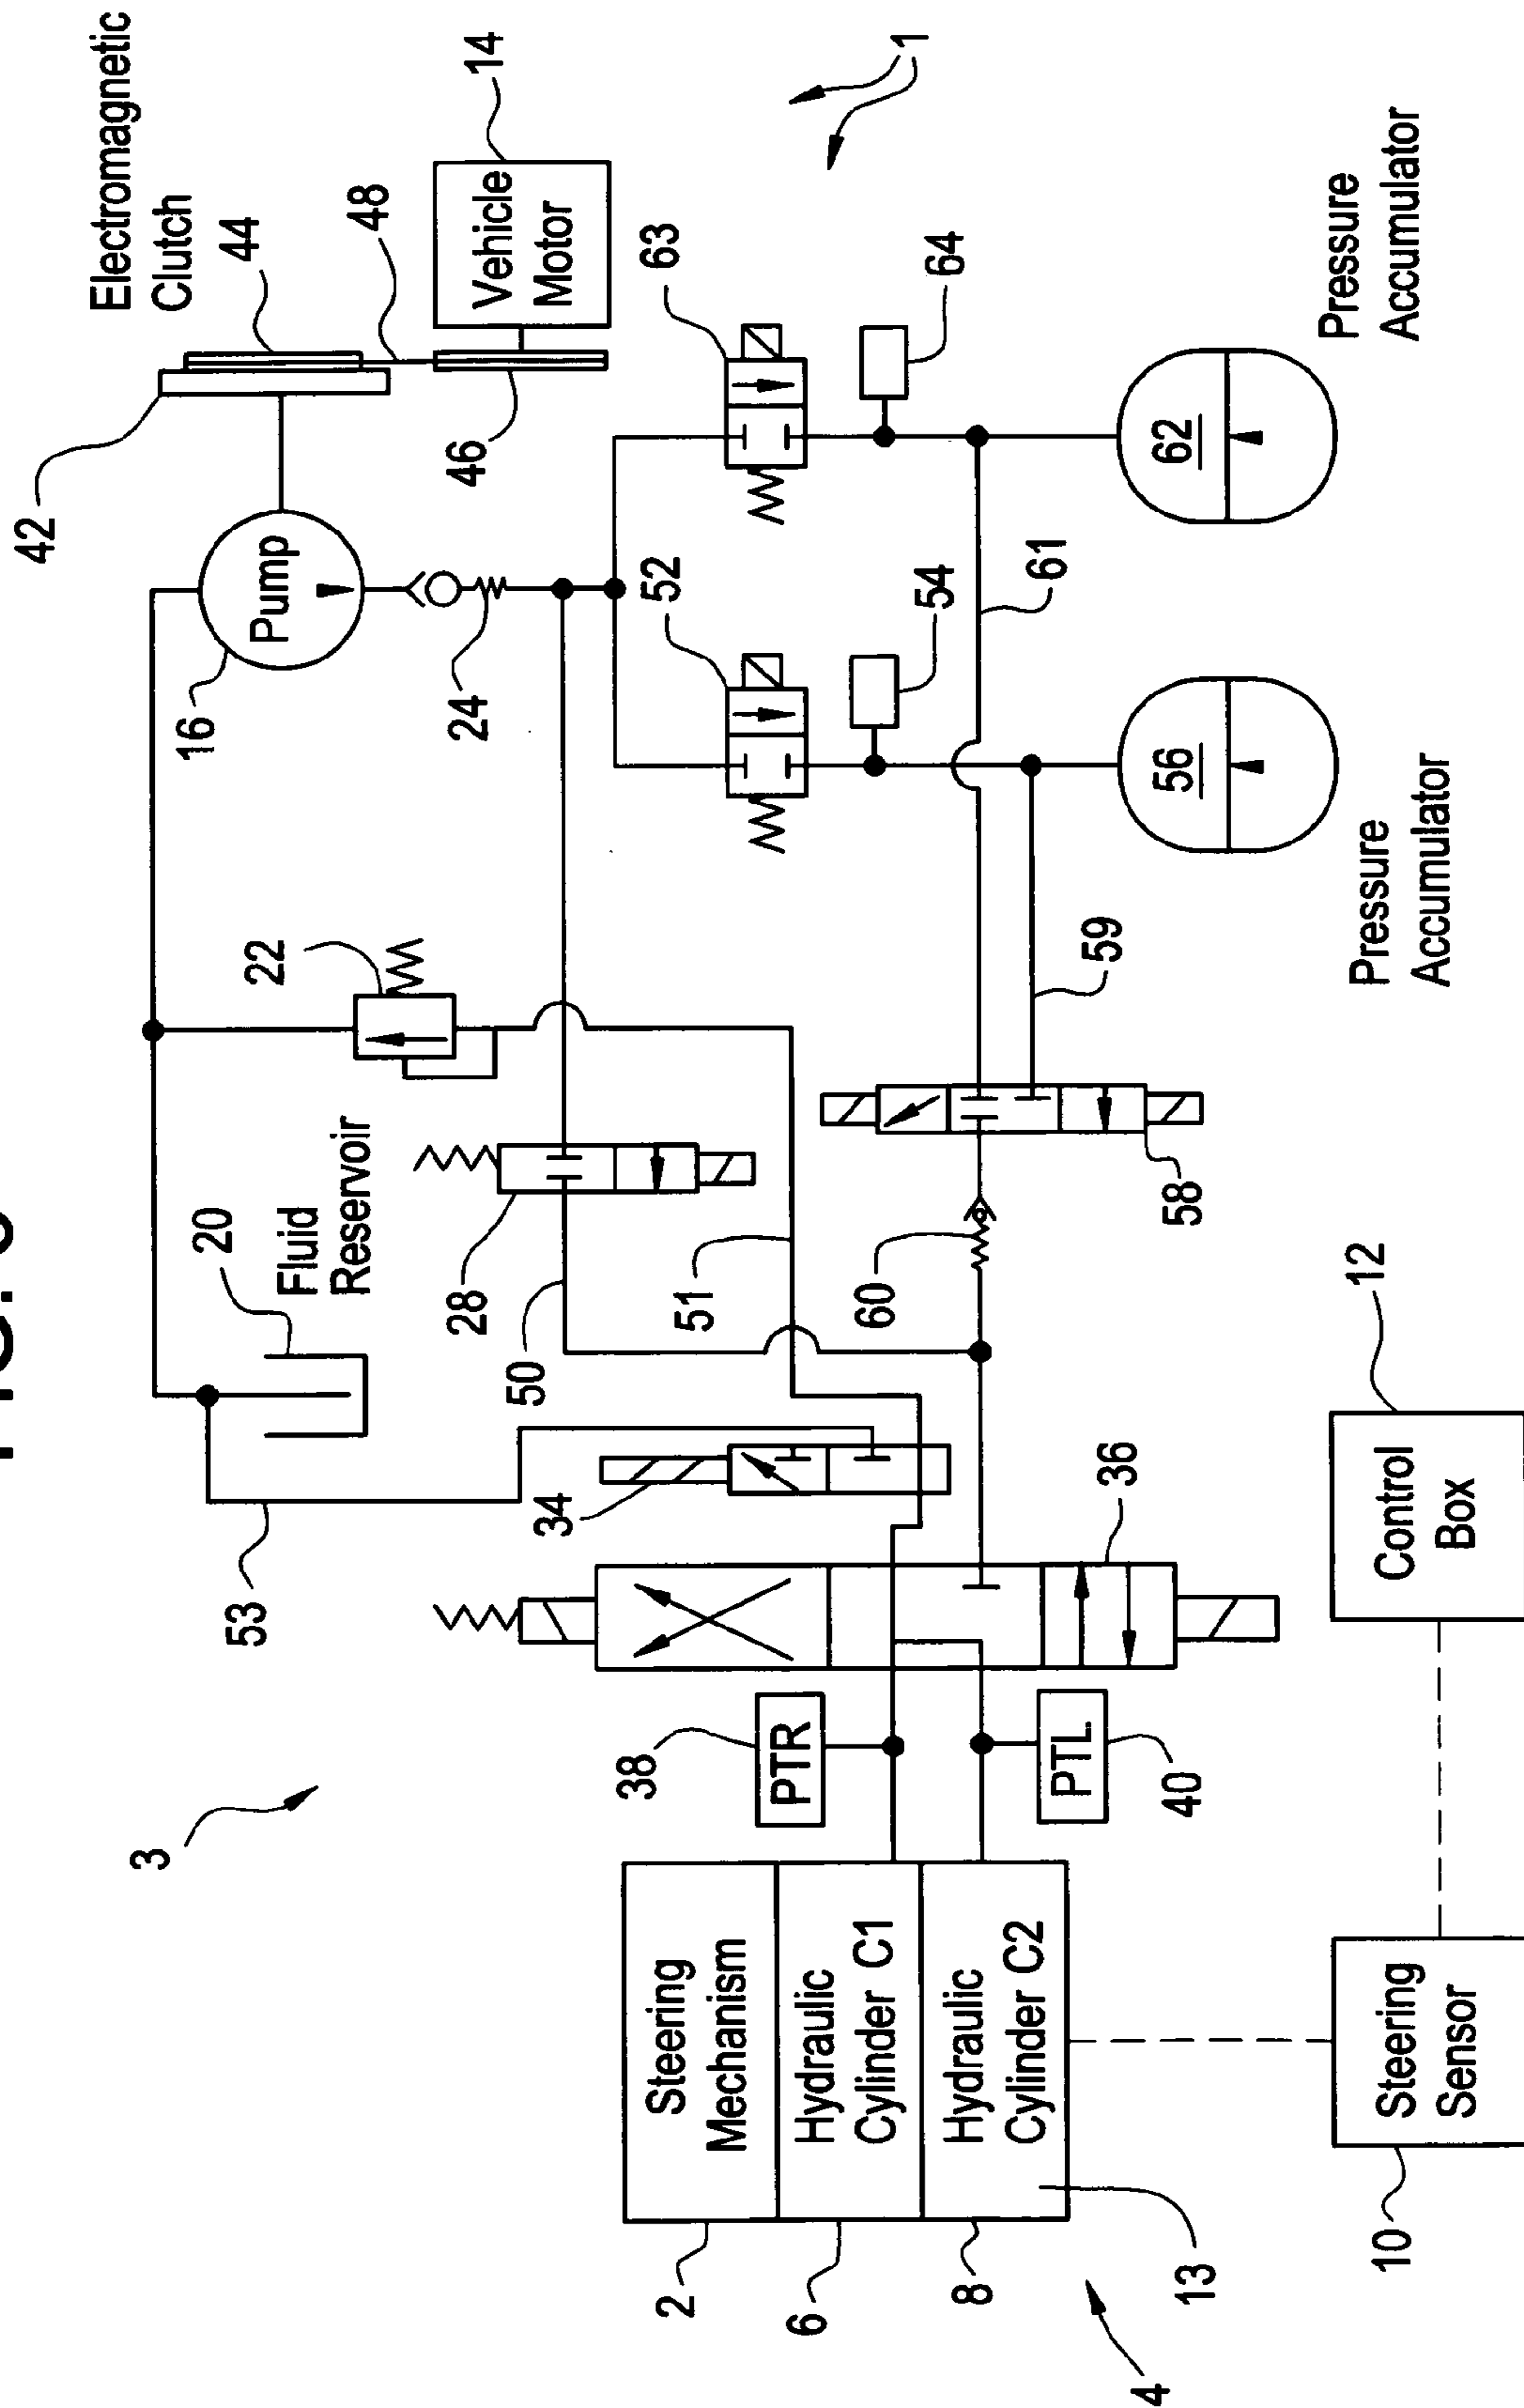 FIG.
42
Electromagnetic
Clutch
3
16
20
44
53
22
Pump
Fluid
Reservoir
48
28
24
46
14
Vehicle
Motor
50
34
38
52
63
2
Steering
Mechanism
51
PTR
6
Hydraulic
Cylinder C1
60
1
54
64
8
Hydraulic
Cylinder C2
61
PTL
59
36
4
13
40
58
56
62
10
12
Pressure
Accumulator
Pressure
Accumulator
Steering
Sensor
Control
Box